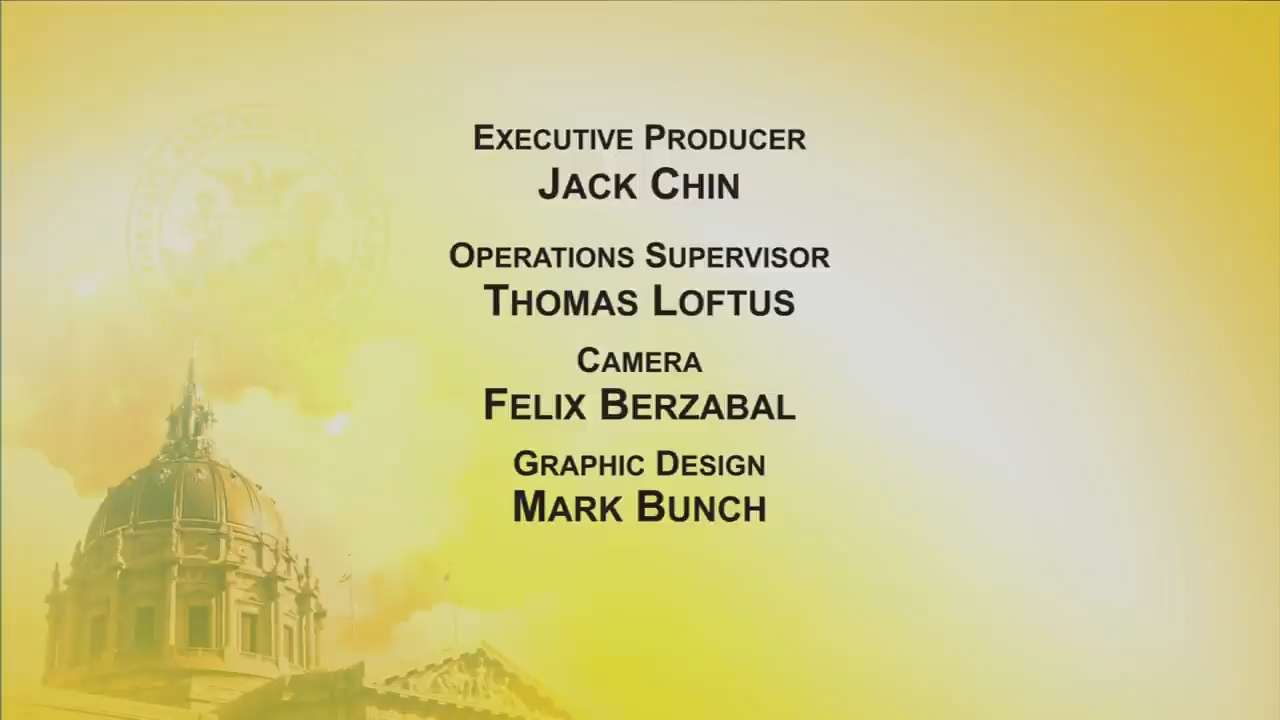 EXECUTIVE PRODUCER
JACK CHIN
OPERATIONS SUPERVISOR
THOMAS LOFTUS
CAMERA
FELIX BERZABAL
GRAPHIC DESIGN
MARK BUNCH